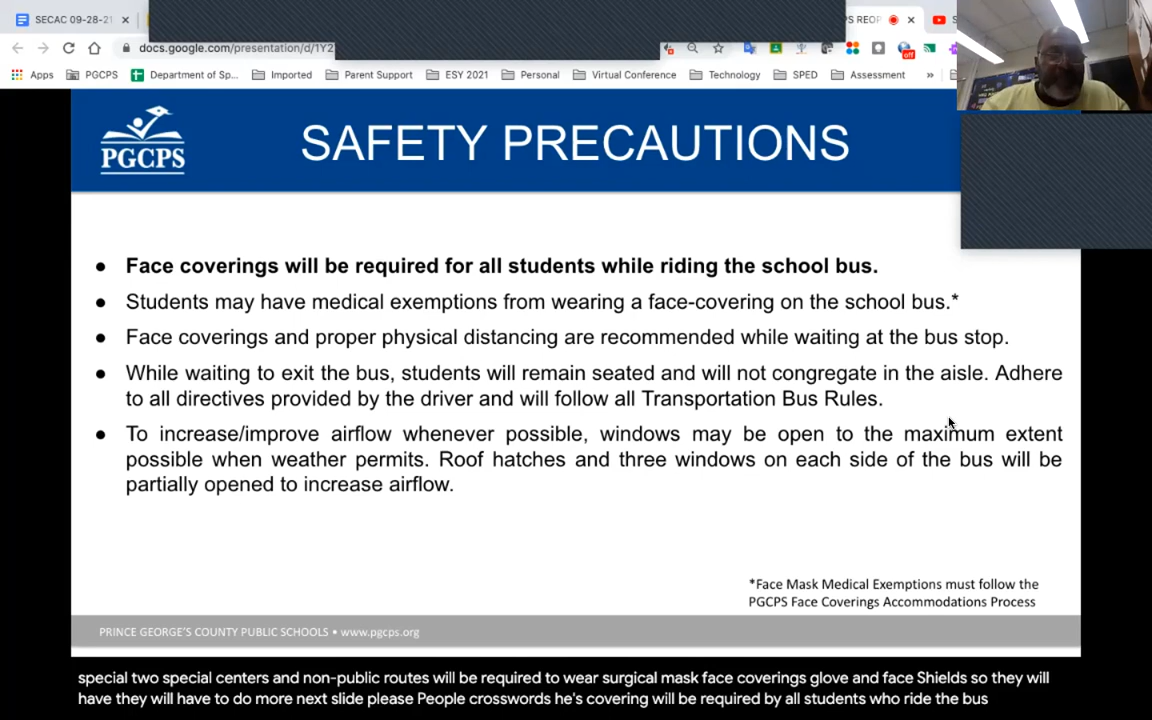 SECAC 09-28-21
PS REOP
docs.google.com/presentation/d/1Y2
off
Apps PGCPS Department of Sp... Imported Parent Support ESY 2021 Personal Virtual Conference Technology SPED Assessment »
PGCPS
SAFETY PRECAUTIONS
● Face coverings will be required for all students while riding the school bus.
● Students may have medical exemptions from wearing a face-covering on the school bus.*
● Face coverings and proper physical distancing are recommended while waiting at the bus stop.
● While waiting to exit the bus, students will remain seated and will not congregate in the aisle. Adhere
to all directives provided by the driver and will follow all Transportation Bus Rules.
● To increase/improve airflow whenever possible, windows may be open to the maximum extent
possible when weather permits. Roof hatches and three windows on each side of the bus will be
partially opened to increase airflow.
*Face Mask Medical Exemptions must follow the
PGCPS Face Coverings Accommodations Process
PRINCE GEORGE'S COUNTY PUBLIC SCHOOLS • www.pgcps.org
special two special centers and non-public routes will be required to wear surgical mask face coverings glove and face Shields so they will
have they will have to do more next slide please People crosswords he's covering will be required by all students who ride the bus